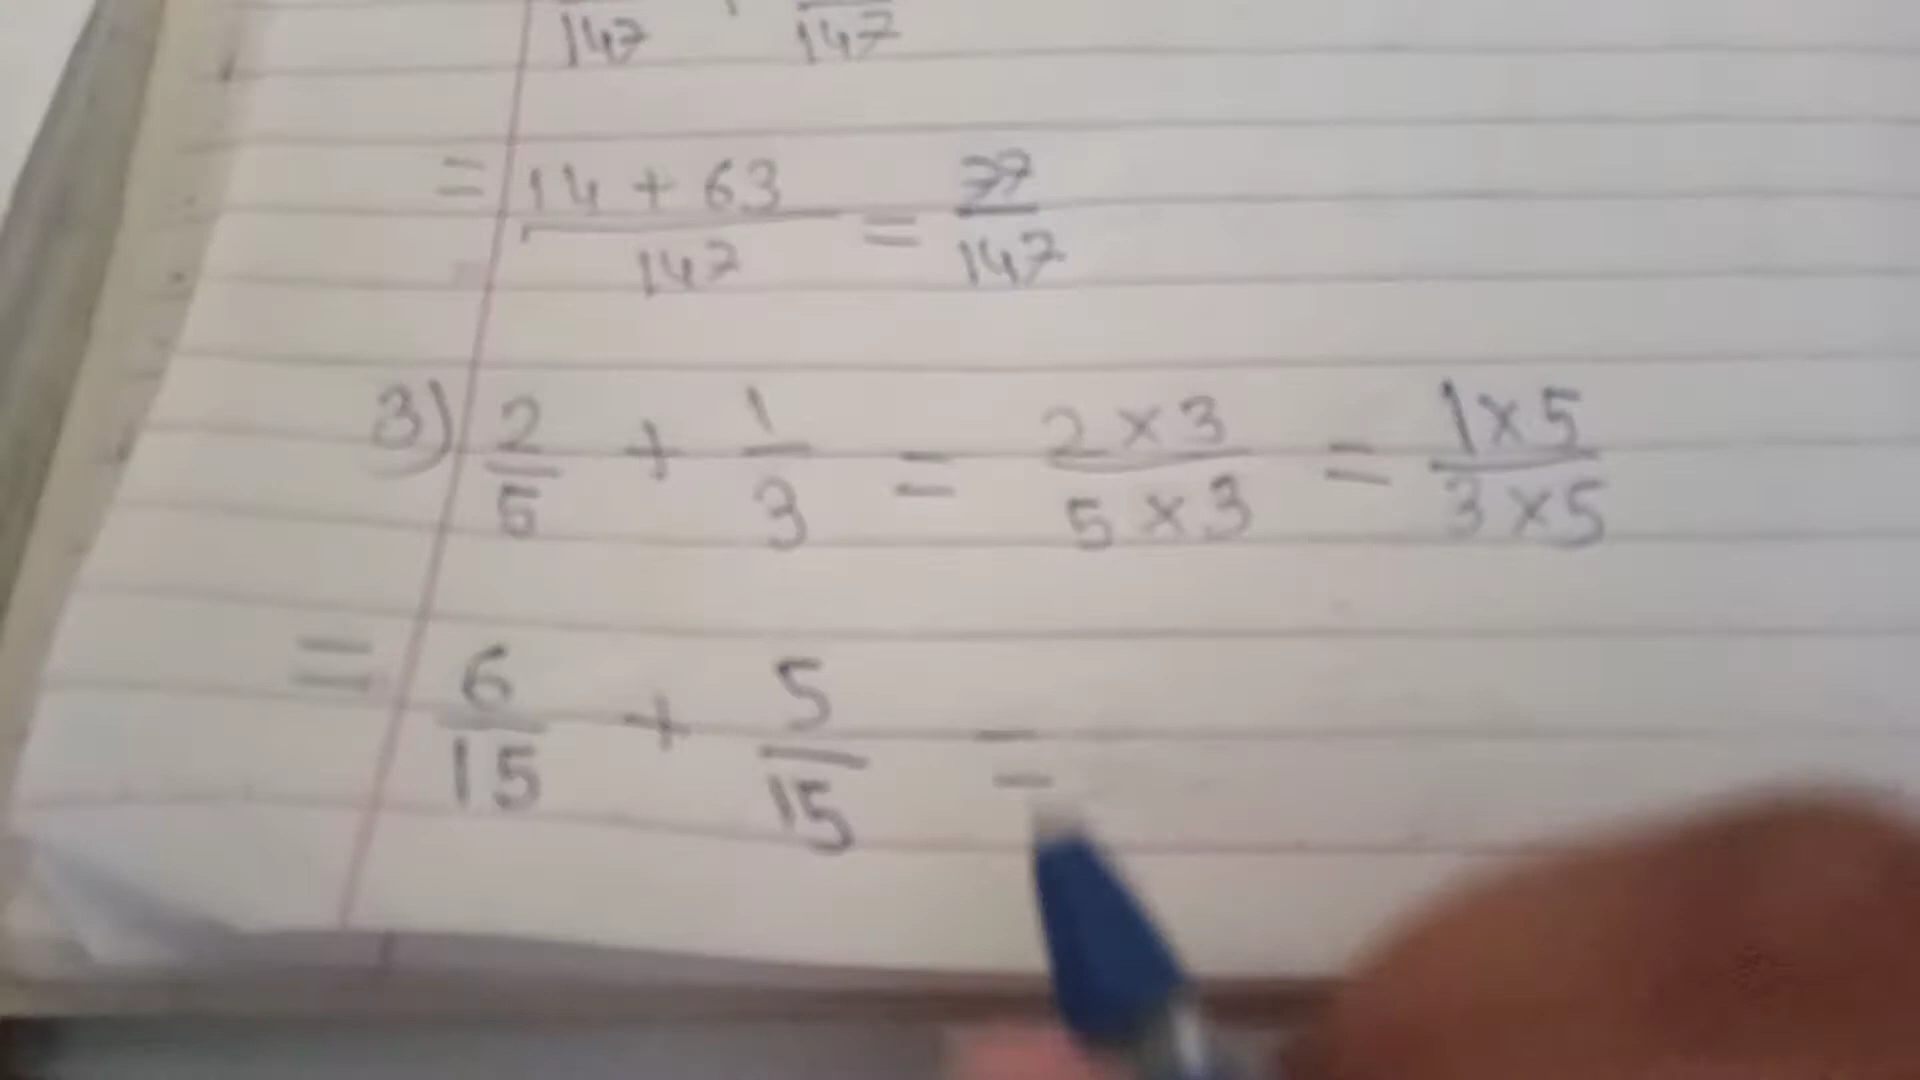 147 + 147
= 14 + 63 / 147 = 77 / 147
3) 2/5 + 1/3 = 2 × 3 / 5 × 3 = 1 × 5 / 3 × 5
= 6/15 + 5/15 =